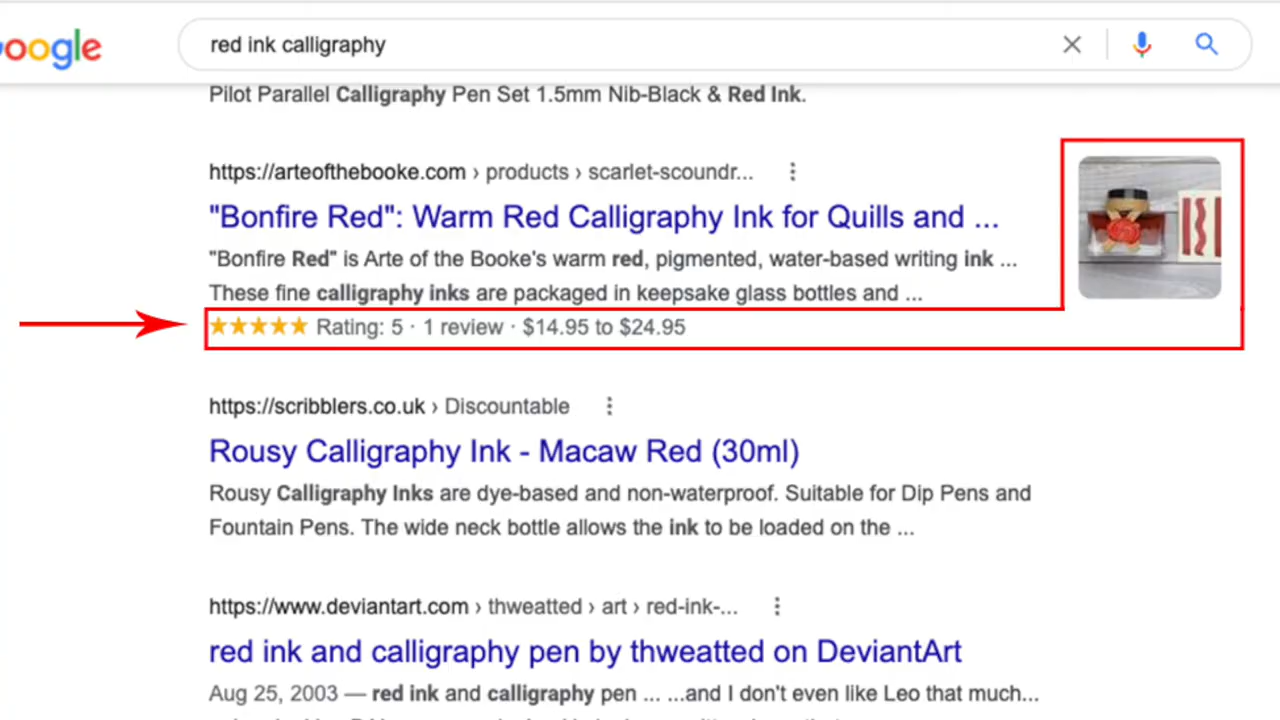 oogle
red ink calligraphy
Pilot Parallel Calligraphy Pen Set 1.5mm Nib-Black & Red Ink.
https://arteofthebooke.com › products › scarlet-scoundr...
"Bonfire Red": Warm Red Calligraphy Ink for Quills and ...
"Bonfire Red" is Arte of the Booke's warm red, pigmented, water-based writing ink ...
These fine calligraphy inks are packaged in keepsake glass bottles and ...
Rating: 5 · 1 review · $14.95 to $24.95
https://scribblers.co.uk › Discountable
Rousy Calligraphy Ink - Macaw Red (30ml)
Rousy Calligraphy Inks are dye-based and non-waterproof. Suitable for Dip Pens and
Fountain Pens. The wide neck bottle allows the ink to be loaded on the ...
https://www.deviantart.com › thweatted › art › red-ink-...
red ink and calligraphy pen by thweatted on DeviantArt
Aug 25, 2003 — red ink and calligraphy pen ... ...and I don't even like Leo that much...